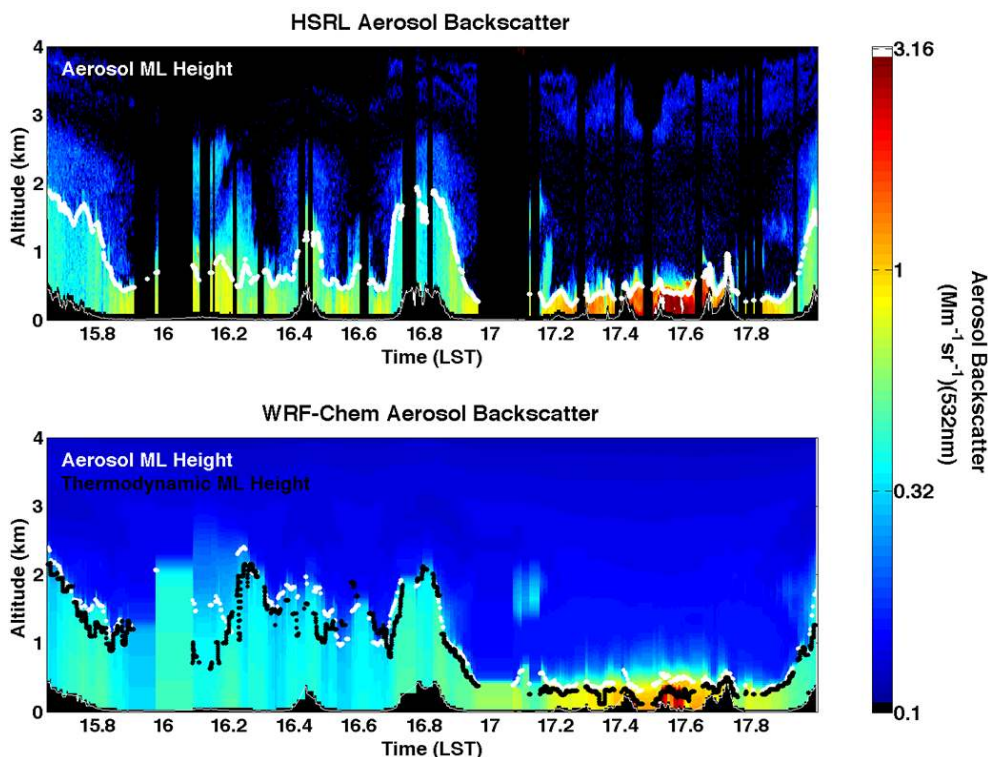 HSRL Aerosol Backscatter
Aerosol ML Height
Altitude (km)
4
3
2
1
0
15.8 16 16.2 16.4 16.6 16.8 17 17.2 17.4 17.6 17.8
Time (LST)
WRF-Chem Aerosol Backscatter
Aerosol ML Height
Thermodynamic ML Height
Altitude (km)
4
3
2
1
0
15.8 16 16.2 16.4 16.6 16.8 17 17.2 17.4 17.6 17.8
Time (LST)
3.16
1
0.32
0.1
Aerosol Backscatter
(Mm⁻¹ sr⁻¹)(532nm)